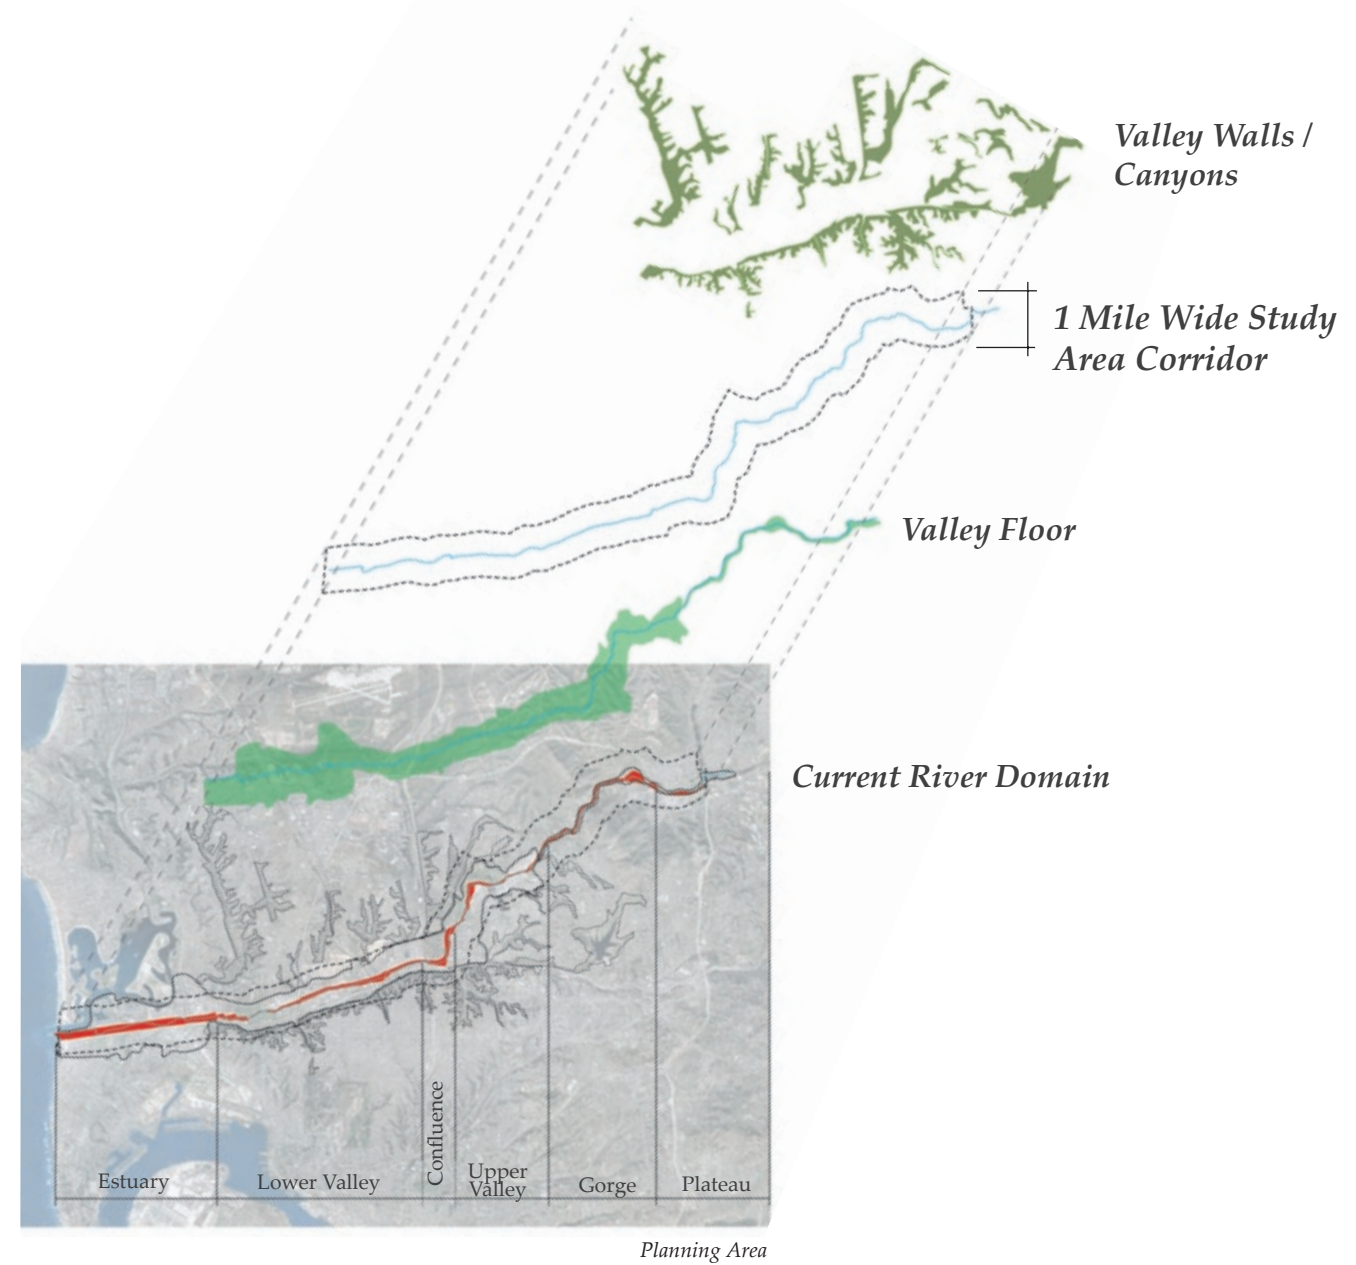 Valley Walls /
Canyons
1 Mile Wide Study
Area Corridor
Valley Floor
Current River Domain
Estuary
Lower Valley
Confluence
Upper
Valley
Gorge
Plateau
Planning Area